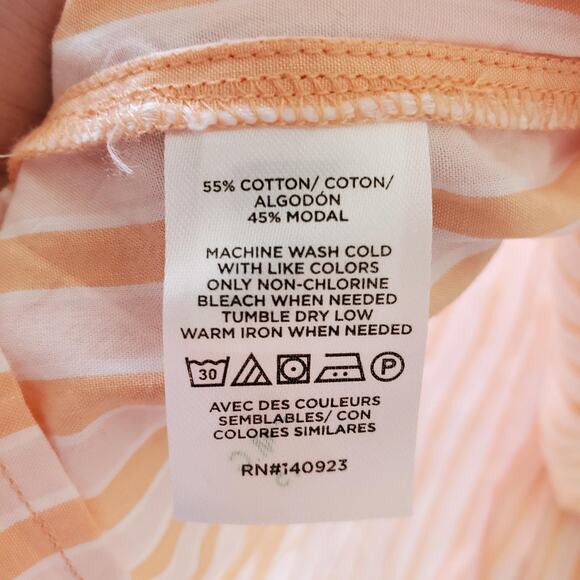 55% COTTON/ COTON/
ALGODÓN
45% MODAL
MACHINE WASH COLD
WITH LIKE COLORS
ONLY NON-CHLORINE
BLEACH WHEN NEEDED
TUMBLE DRY LOW
WARM IRON WHEN NEEDED
30 P
AVEC DES COULEURS
SEMBLABLES/ CON
COLORES SIMILARES
RN#140923